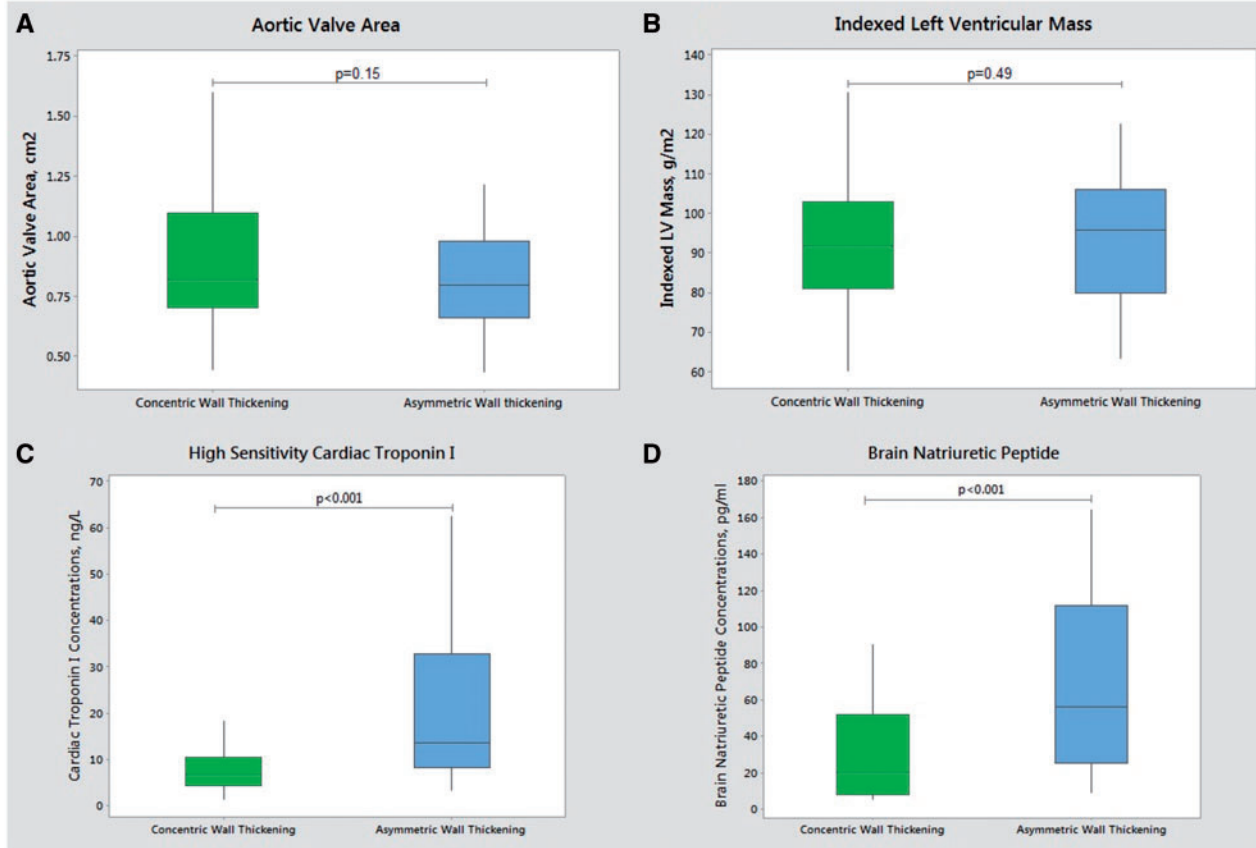 A
Aortic Valve Area
Aortic Valve Area, cm2
1.75
1.50
1.25
1.00
0.75
0.50
p=0.15
Concentric Wall Thickening
Asymmetric Wall thickening
B
Indexed Left Ventricular Mass
Indexed LV Mass, g/m2
140
130
120
110
100
90
80
70
60
p=0.49
Concentric Wall Thickening
Asymmetric Wall Thickening
C
High Sensitivity Cardiac Troponin I
Cardiac Troponin I Concentrations, ng/L
70
60
50
40
30
20
10
0
p<0.001
Concentric Wall Thickening
Asymmetric Wall Thickening
D
Brain Natriuretic Peptide
Brain Natriuretic Peptide Concentrations, pg/ml
180
160
140
120
100
80
60
40
20
0
p<0.001
Concentric Wall Thickening
Asymmetric Wall Thickening